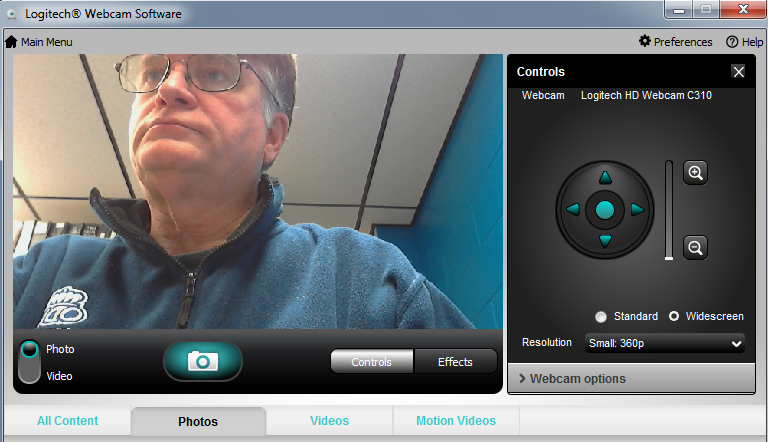 Logitech® Webcam Software
Main Menu
Preferences
Help
Controls
Webcam Logitech HD Webcam C310
Standard
Widescreen
Resolution Small: 360p
Photo
Video
Controls
Effects
Webcam options
All Content
Photos
Videos
Motion Videos